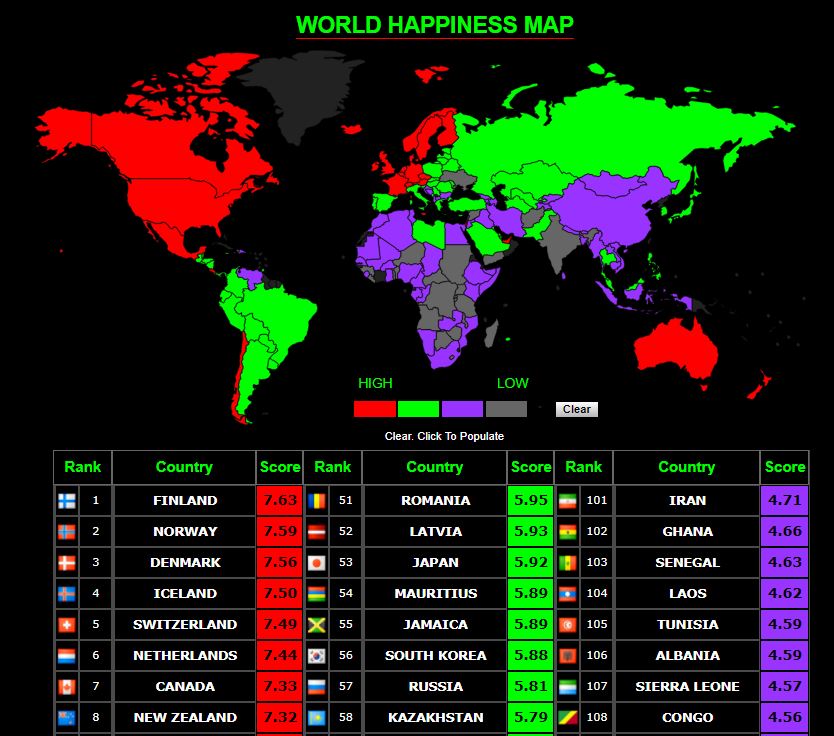 WORLD HAPPINESS MAP
HIGH LOW
Clear
Clear. Click To Populate
Rank Country Score Rank Country Score Rank Country Score
1 FINLAND 7.63 51 ROMANIA 5.95 101 IRAN 4.71
2 NORWAY 7.59 52 LATVIA 5.93 102 GHANA 4.66
3 DENMARK 7.56 53 JAPAN 5.92 103 SENEGAL 4.63
4 ICELAND 7.50 54 MAURITIUS 5.89 104 LAOS 4.62
5 SWITZERLAND 7.49 55 JAMAICA 5.89 105 TUNISIA 4.59
6 NETHERLANDS 7.44 56 SOUTH KOREA 5.88 106 ALBANIA 4.59
7 CANADA 7.33 57 RUSSIA 5.81 107 SIERRA LEONE 4.57
8 NEW ZEALAND 7.32 58 KAZAKHSTAN 5.79 108 CONGO 4.56